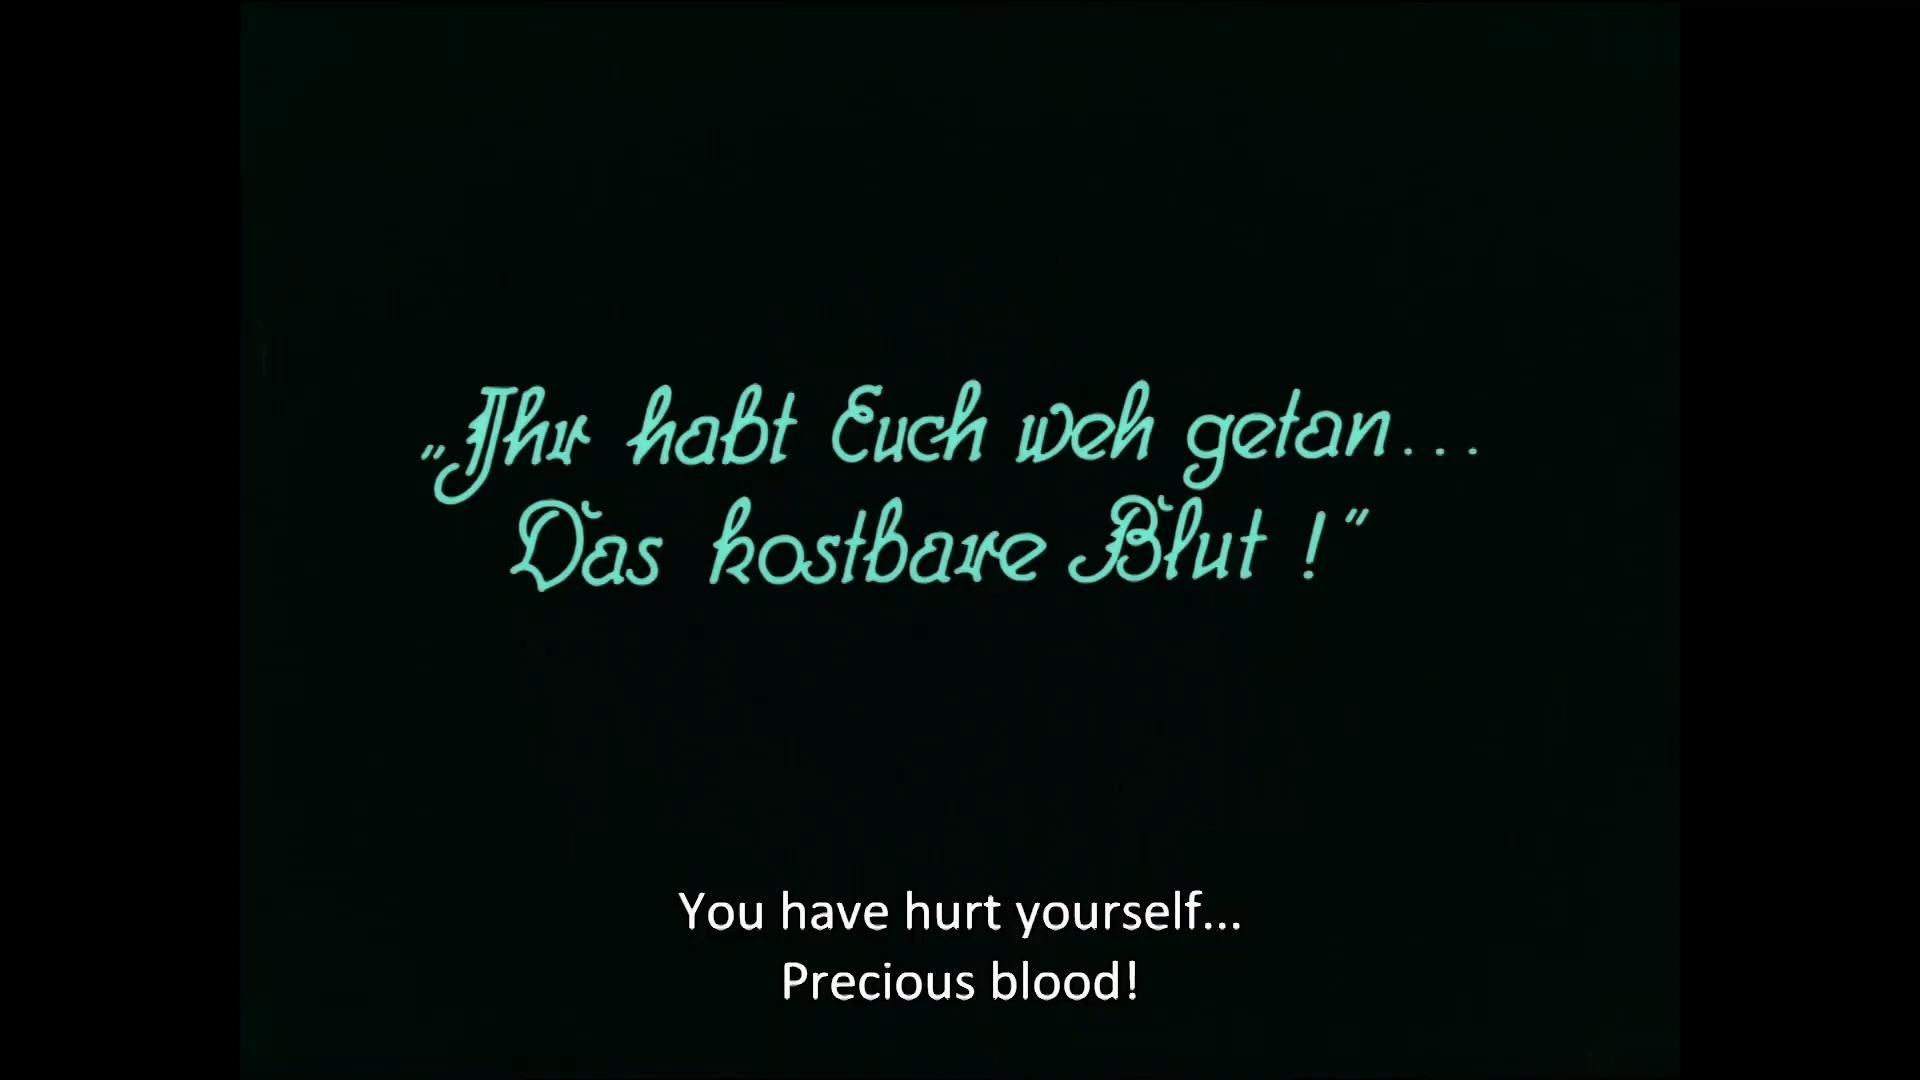 „Ihr habt Euch weh getan...
Das kostbare Blut !”
You have hurt yourself...
Precious blood!